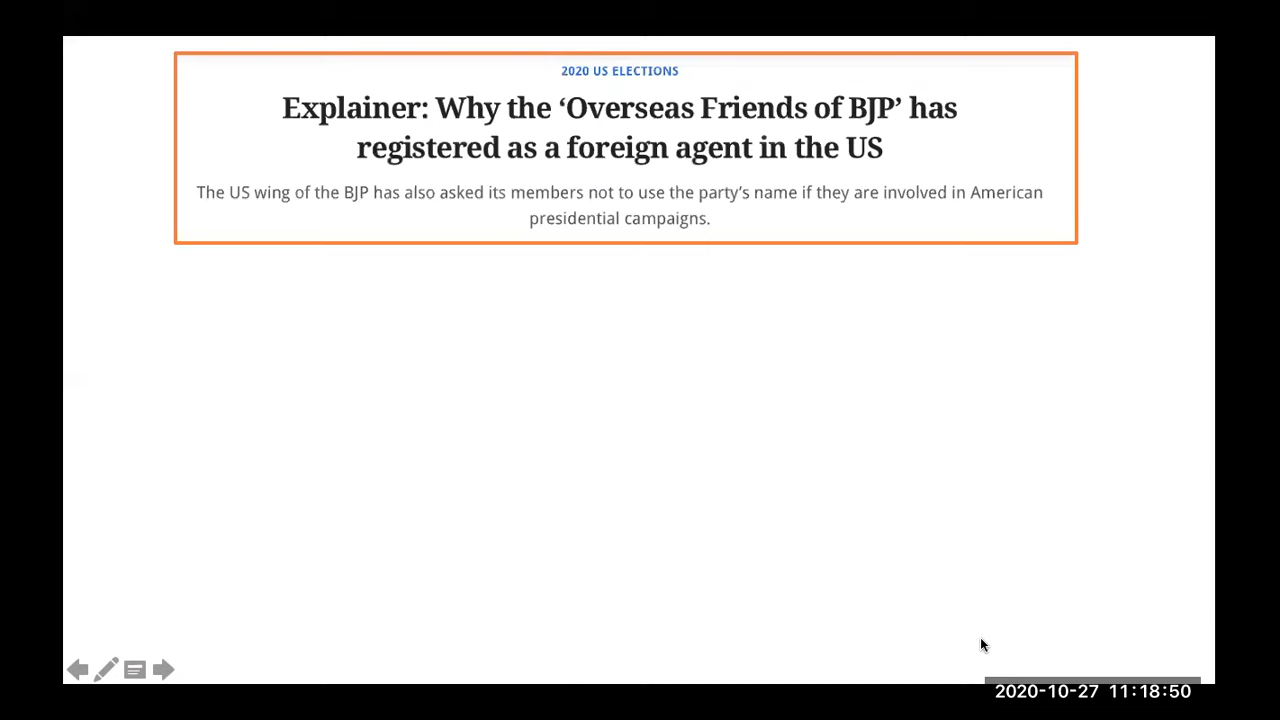 2020 US ELECTIONS
Explainer: Why the ‘Overseas Friends of BJP’ has
registered as a foreign agent in the US
The US wing of the BJP has also asked its members not to use the party’s name if they are involved in American
presidential campaigns.
2020-10-27 11:18:50